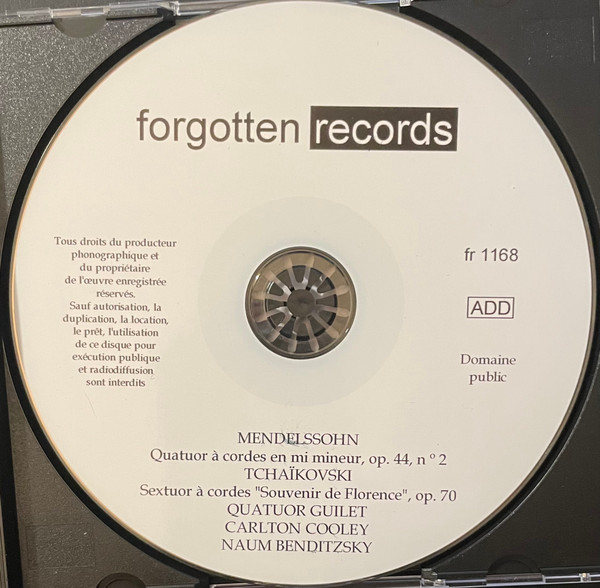 forgotten records
Tous droits du producteur
phonographique et
du propriétaire
de l'œuvre enregistrée
réservés.
Sauf autorisation, la
duplication, la location,
le prêt, l'utilisation
de ce disque pour
exécution publique
et radiodiffusion
sont interdits
fr 1168
ADD
Domaine
public
MENDELSSOHN
Quatuor à cordes en mi mineur, op. 44, n º 2
TCHAÏKOVSKI
Sextuor à cordes "Souvenir de Florence", op. 70
QUATUOR GUILET
CARLTON COOLEY
NAUM BENDITZSKY